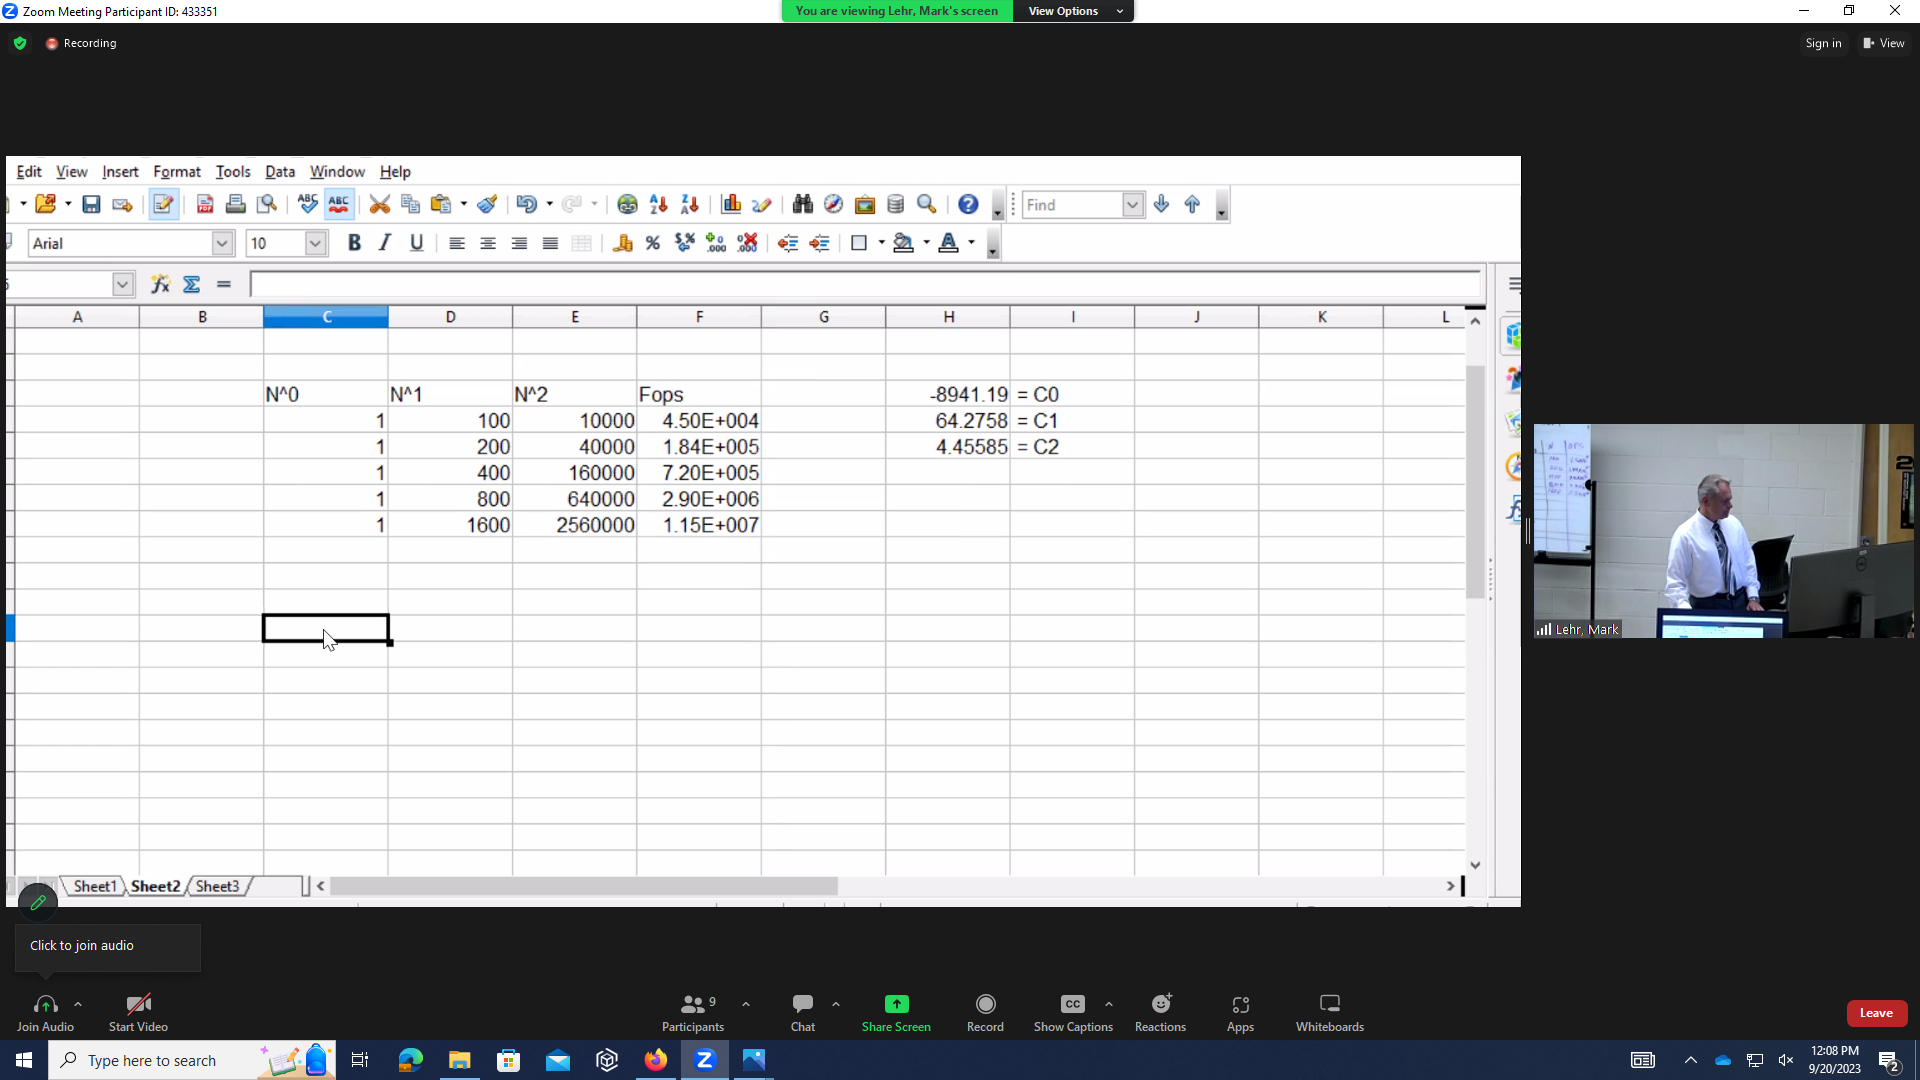 Zoom Meeting Participant ID: 433351
You are viewing Lehr, Mark's screen
View Options
Recording
Sign in
View
Edit View Insert Format Tools Data Window Help
ABC ABC Find
Arial 10 B I U
A B C D E F G H I J K L
N^0 N^1 N^2 Fops -8941.19 = C0
1 100 10000 4.50E+004 64.2758 = C1
1 200 40000 1.84E+005 4.45585 = C2
1 400 160000 7.20E+005
1 800 640000 2.90E+006
1 1600 2560000 1.15E+007
Lehr, Mark
Sheet1 Sheet2 Sheet3
Click to join audio
Join Audio
Start Video
Participants 9
Chat
Share Screen
Record
CC
Show Captions
Reactions
Apps
Whiteboards
Leave
Type here to search
12:08 PM
9/20/2023
2